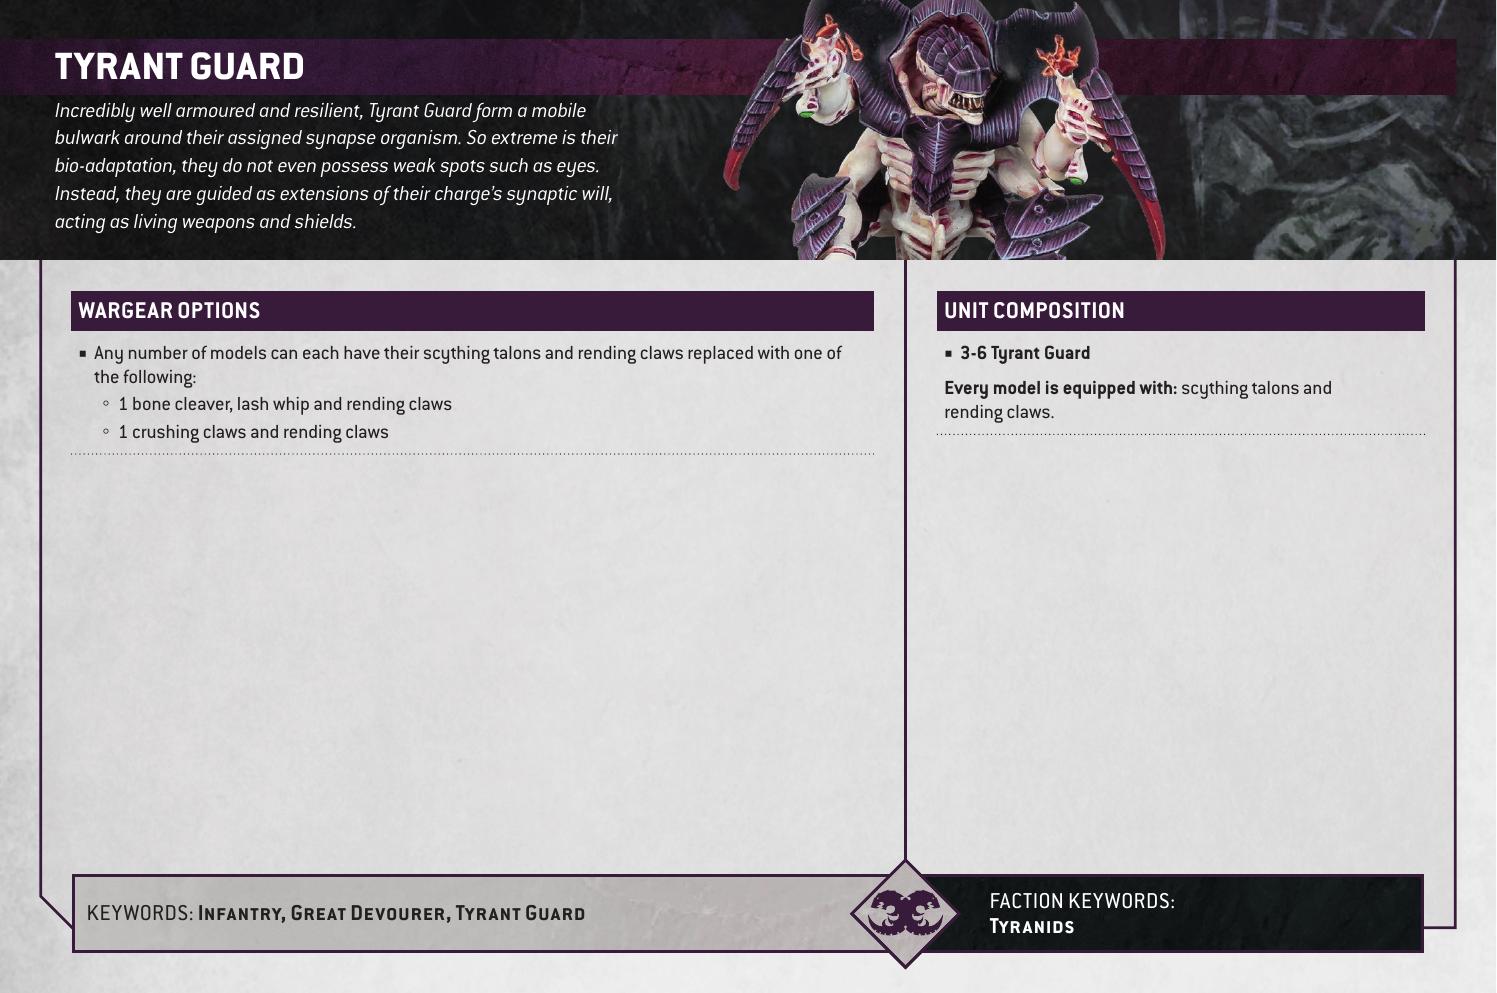 TYRANT GUARD
Incredibly well armoured and resilient, Tyrant Guard form a mobile
bulwark around their assigned synapse organism. So extreme is their
bio-adaptation, they do not even possess weak spots such as eyes.
Instead, they are guided as extensions of their charge’s synaptic will,
acting as living weapons and shields.
WARGEAR OPTIONS
■ Any number of models can each have their scything talons and rending claws replaced with one of
the following:
◦ 1 bone cleaver, lash whip and rending claws
◦ 1 crushing claws and rending claws
UNIT COMPOSITION
■ 3-6 Tyrant Guard
Every model is equipped with: scything talons and
rending claws.
KEYWORDS: Infantry, Great Devourer, Tyrant Guard
FACTION KEYWORDS:
Tyranids